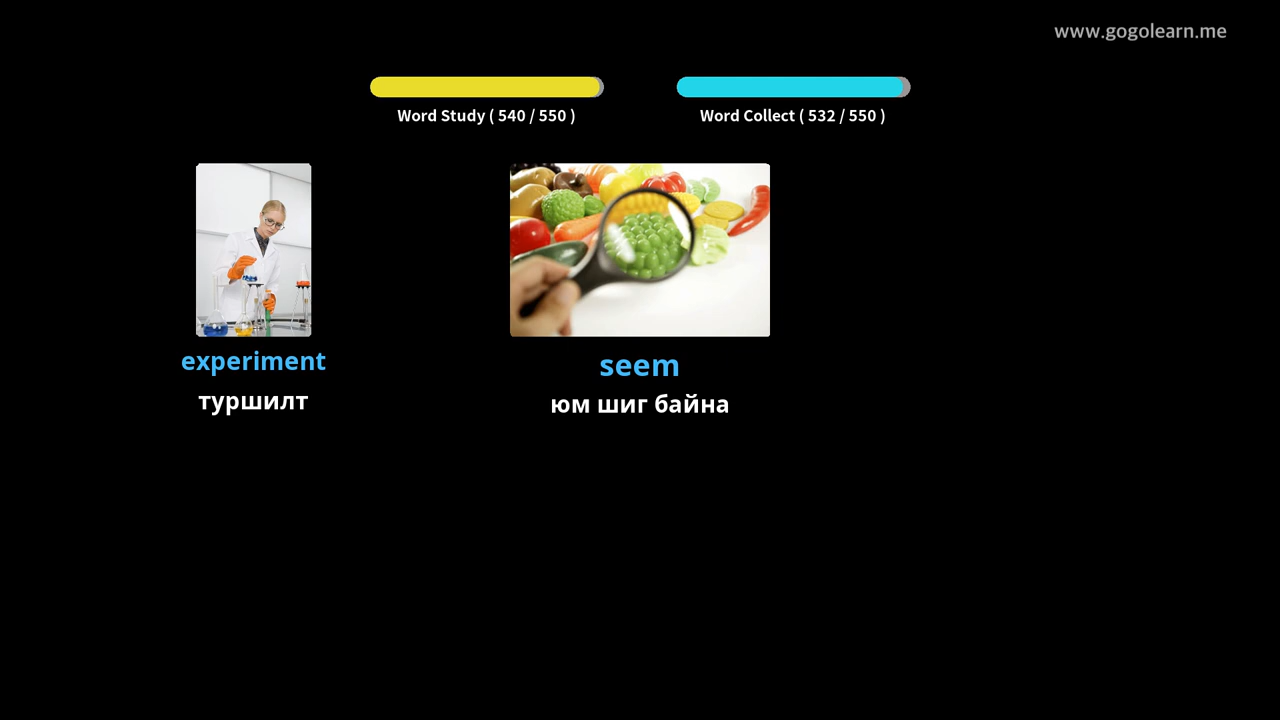 www.gogolearn.me
Word Study ( 540 / 550 )
Word Collect ( 532 / 550 )
experiment
туршилт
seem
юм шиг байна